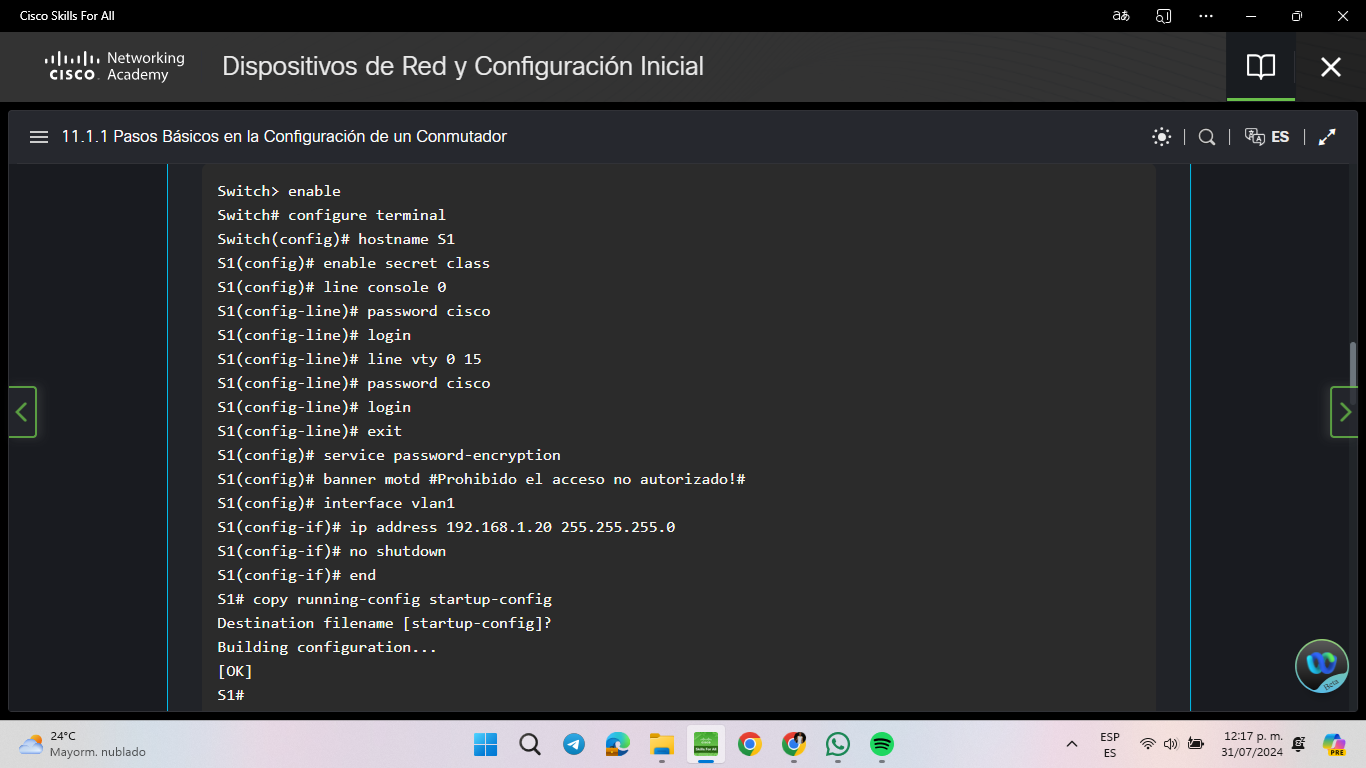 Cisco Skills For All
Networking
CISCO Academy
Dispositivos de Red y Configuración Inicial
11.1.1 Pasos Básicos en la Configuración de un Conmutador
ES
Switch> enable
Switch# configure terminal
Switch(config)# hostname S1
S1(config)# enable secret class
S1(config)# line console 0
S1(config-line)# password cisco
S1(config-line)# login
S1(config-line)# line vty 0 15
S1(config-line)# password cisco
S1(config-line)# login
S1(config-line)# exit
S1(config)# service password-encryption
S1(config)# banner motd #Prohibido el acceso no autorizado!#
S1(config)# interface vlan1
S1(config-if)# ip address 192.168.1.20 255.255.255.0
S1(config-if)# no shutdown
S1(config-if)# end
S1# copy running-config startup-config
Destination filename [startup-config]?
Building configuration...
[OK]
S1#
Beta
24°C
Mayorm. nublado
Skills For All
ESP
ES
12:17 p. m.
31/07/2024
PRE